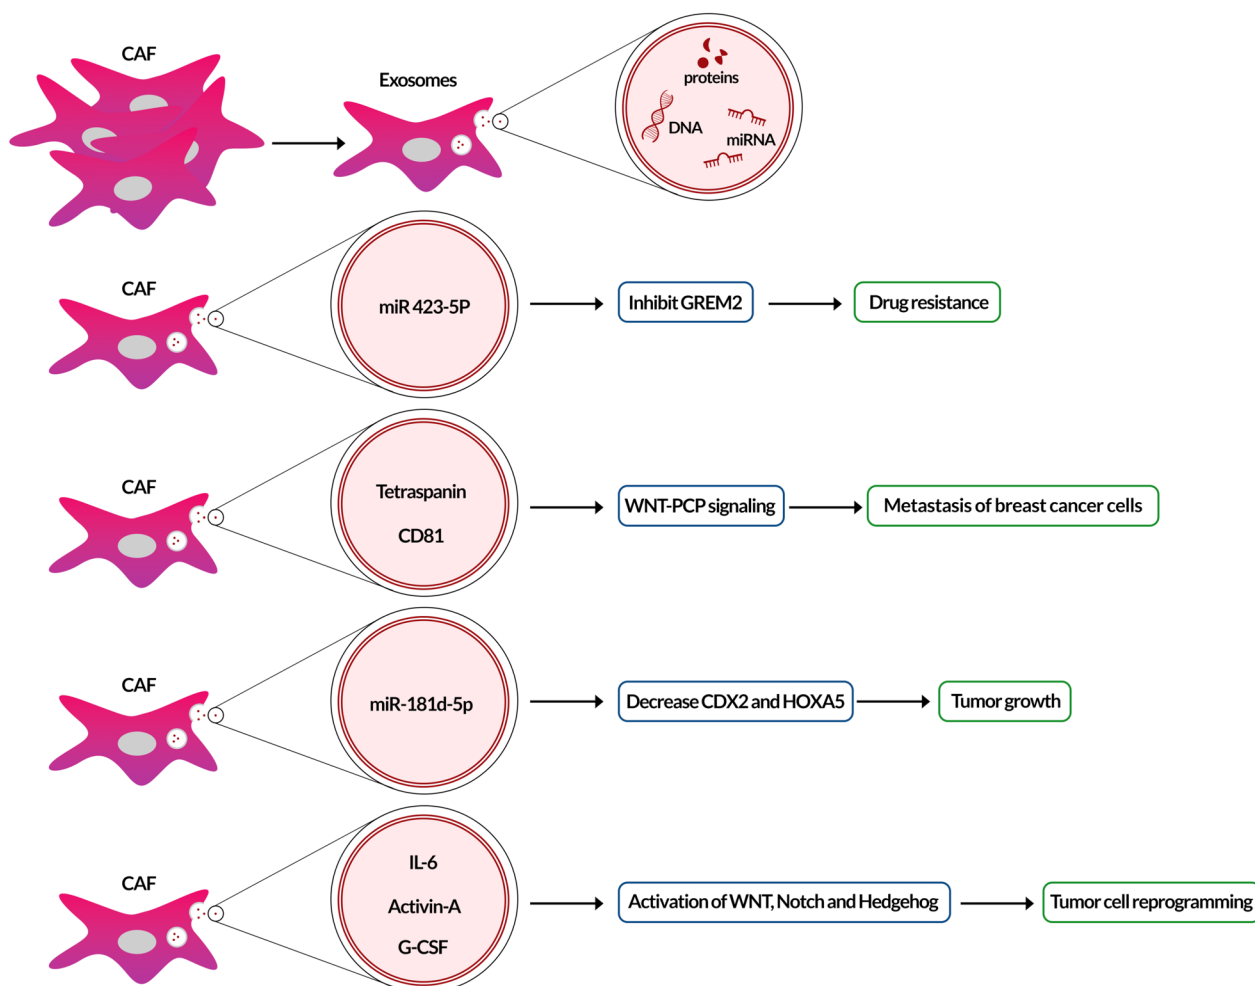 CAF
Exosomes
proteins
DNA
miRNA
CAF
miR 423-5P
Inhibit GREM2
Drug resistance
CAF
Tetraspanin
CD81
WNT-PCP signaling
Metastasis of breast cancer cells
CAF
miR-181d-5p
Decrease CDX2 and HOXA5
Tumor growth
CAF
IL-6
Activin-A
G-CSF
Activation of WNT, Notch and Hedgehog
Tumor cell reprogramming